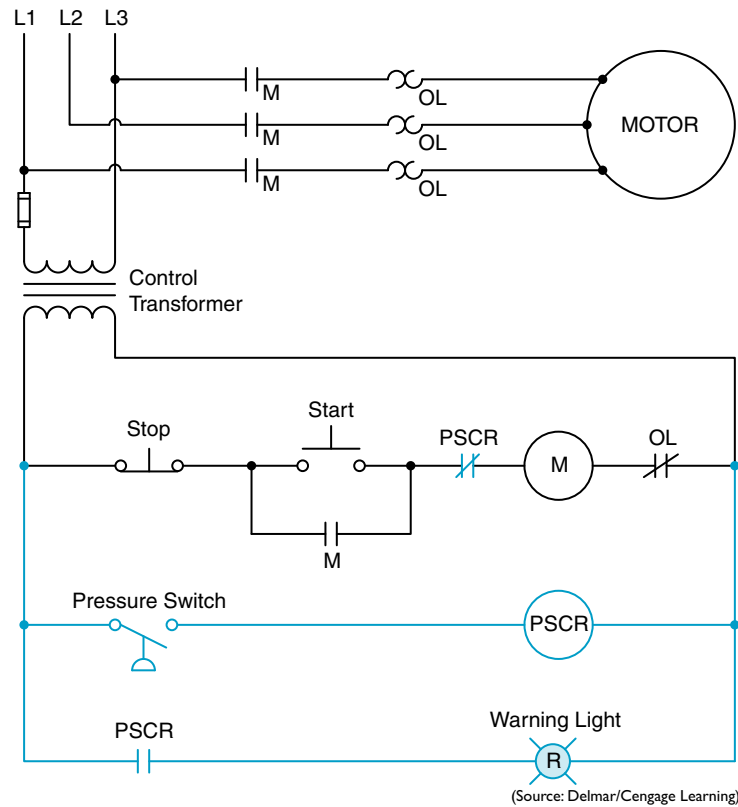 L1 L2 L3
M OL
MOTOR
M OL
M OL
Control
Transformer
Start
Stop
PSCR
OL
M
M
Pressure Switch
PSCR
Warning Light
PSCR
R
(Source: Delmar/Cengage Learning)